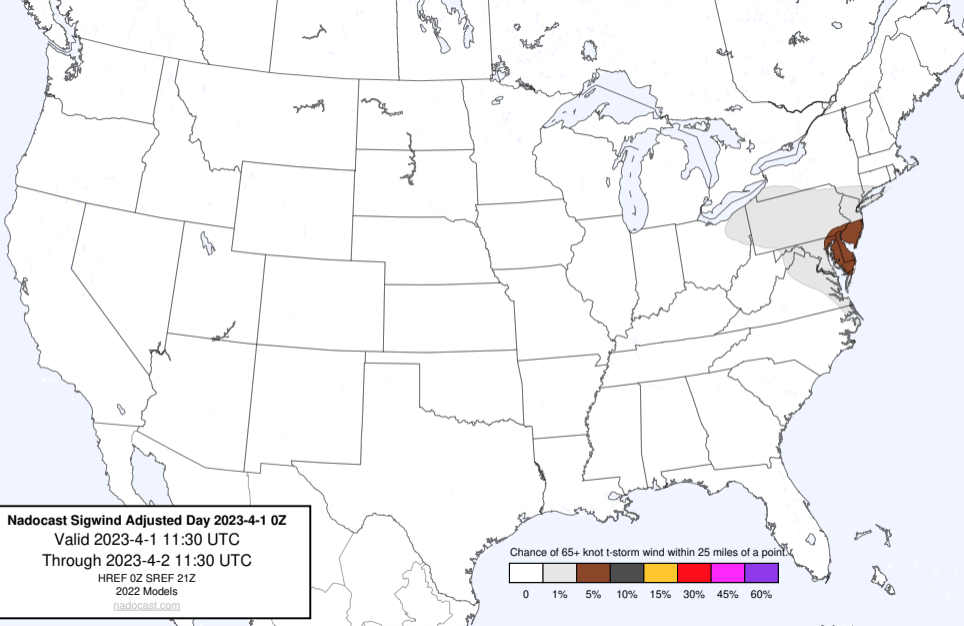 Nadocast Sigwind Adjusted Day 2023-4-1 0Z
Valid 2023-4-1 11:30 UTC
Through 2023-4-2 11:30 UTC
HREF 0Z SREF 21Z
2022 Models
nadocast.com
Chance of 65+ knot t-storm wind within 25 miles of a point.
0 1% 5% 10% 15% 30% 45% 60%